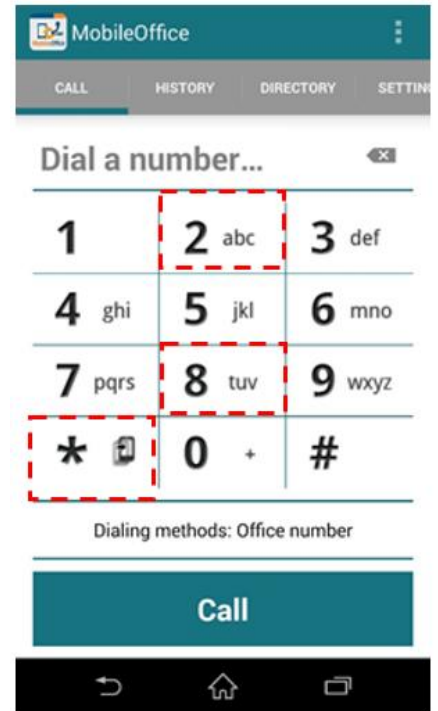 MobileOffice
CALL HISTORY DIRECTORY SETTIN
Dial a number...
1 2 abc 3 def
4 ghi 5 jkl 6 mno
7 pqrs 8 tuv 9 wxyz
* 0 + #
Dialing methods: Office number
Call